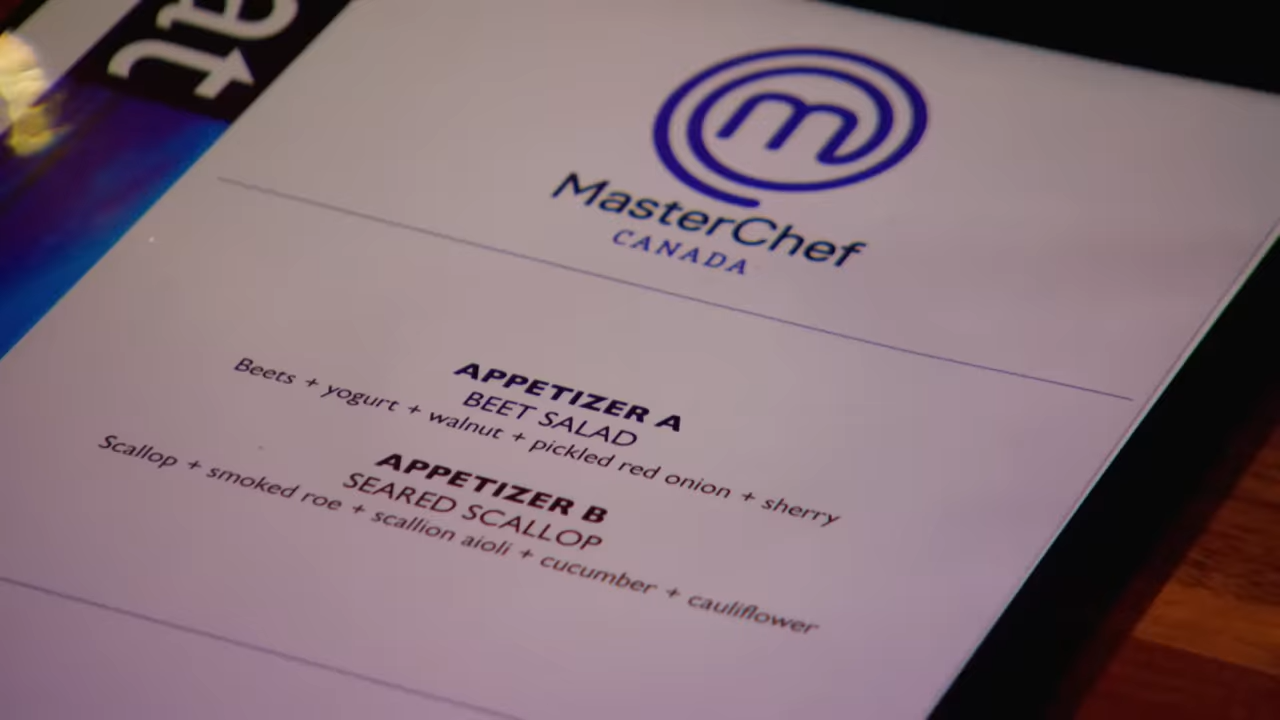 at
m
MasterChef
CANADA
APPETIZER A
BEET SALAD
Beets + yogurt + walnut + pickled red onion + sherry
APPETIZER B
SEARED SCALLOP
Scallop + smoked roe + scallion aioli + cucumber + cauliflower